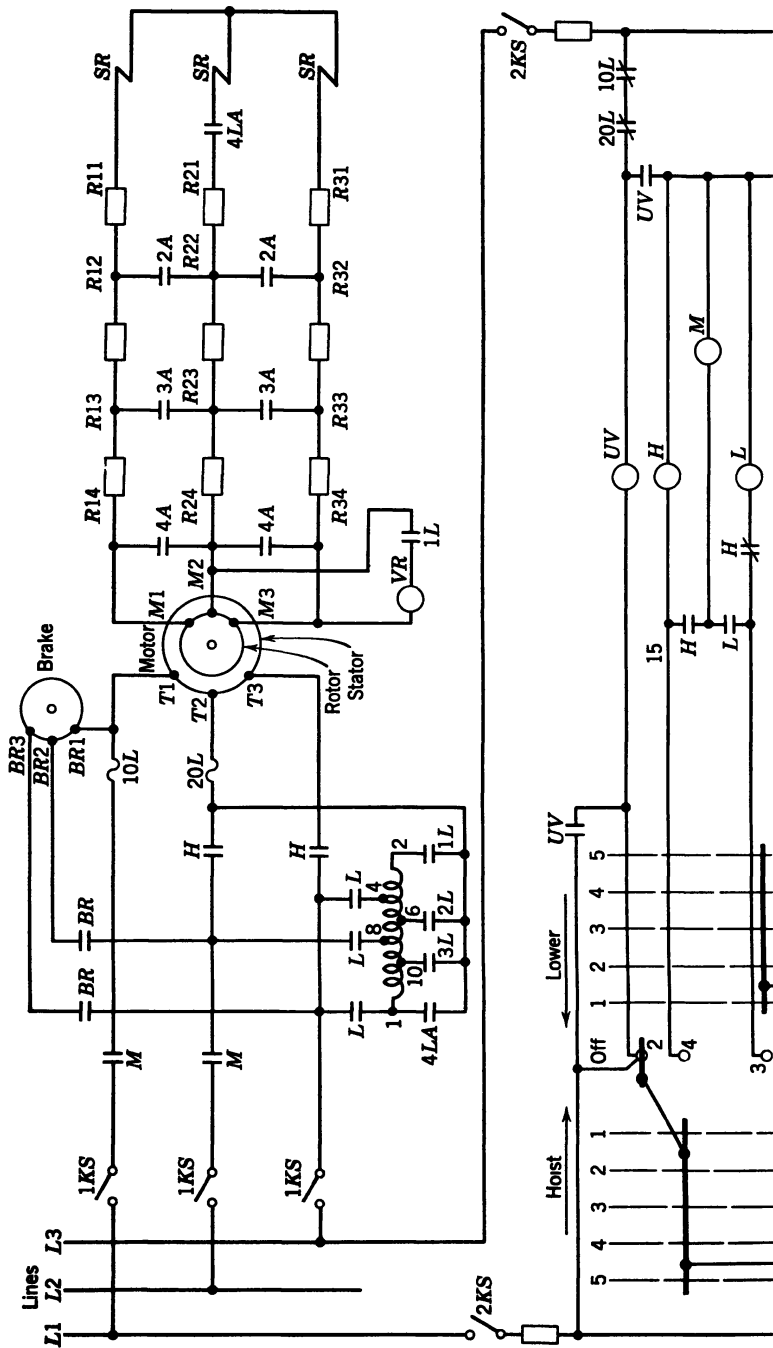 Lines
L1 L2 L3
1KS
1KS
1KS
2KS
2KS
M
M
BR
BR
BR3
BR2
BR1
Brake
10L
20L
H
H
L
L
L
1
10
8
6
4
2
4LA
3L
2L
1L
Motor
T1
T2
T3
M1
M2
M3
Rotor
Stator
VR
1L
4A
4A
3A
3A
2A
2A
R14
R13
R12
R11
R24
R23
R22
R21
R34
R33
R32
R31
4LA
SR
SR
SR
Hoist
5 4 3 2 1
Off
Lower
1 2 3 4 5
2
4
3
UV
UV
UV
20L
10L
15
H
H
L
M
H
L